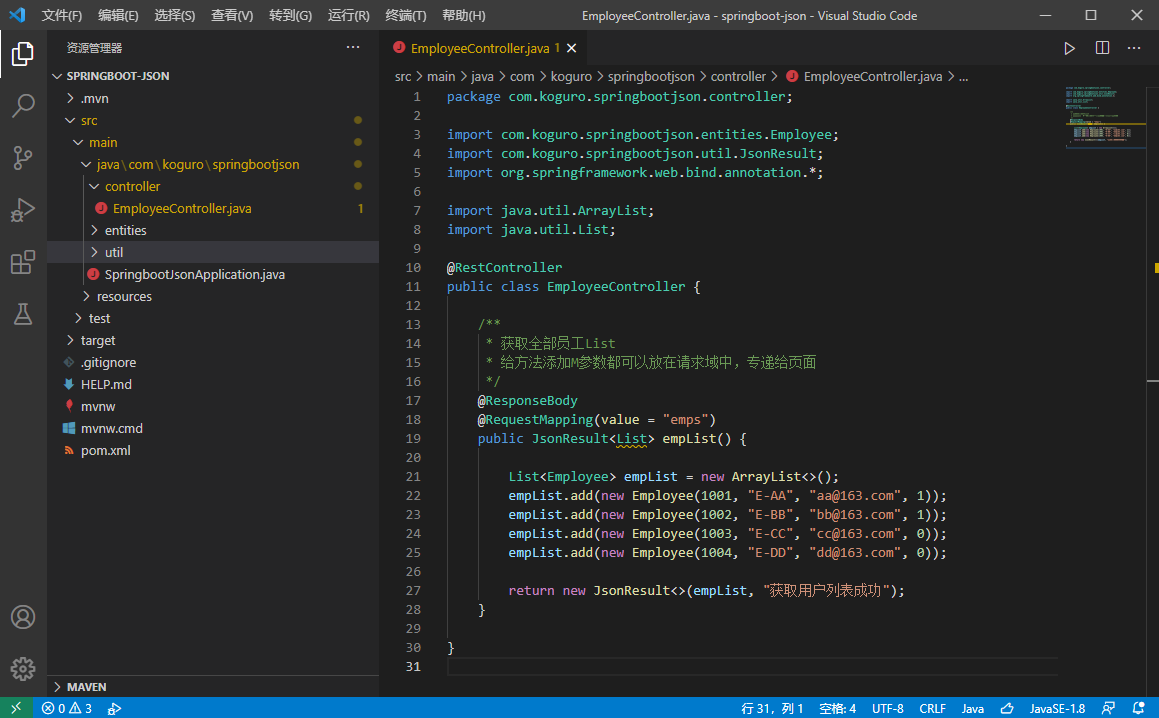 文件(F) 编辑(E) 选择(S) 查看(V) 转到(G) 运行(R) 终端(T) 帮助(H) EmployeeController.java - springboot-json - Visual Studio Code
资源管理器
SPRINGBOOT-JSON
.mvn
src
main
java\com\koguro\springbootjson
controller
EmployeeController.java 1
entities
util
SpringbootJsonApplication.java
resources
test
target
.gitignore
HELP.md
mvnw
mvnw.cmd
pom.xml
MAVEN
EmployeeController.java 1
src > main > java > com > koguro > springbootjson > controller > EmployeeController.java > ...
1 package com.koguro.springbootjson.controller;
2
3 import com.koguro.springbootjson.entities.Employee;
4 import com.koguro.springbootjson.util.JsonResult;
5 import org.springframework.web.bind.annotation.*;
6
7 import java.util.ArrayList;
8 import java.util.List;
9
10 @RestController
11 public class EmployeeController {
12
13 /**
14 * 获取全部员工List
15 * 给方法添加M参数都可以放在请求域中，专递给页面
16 */
17 @ResponseBody
18 @RequestMapping(value = "emps")
19 public JsonResult<List> empList() {
20
21 List<Employee> empList = new ArrayList<>();
22 empList.add(new Employee(1001, "E-AA", "aa@163.com", 1));
23 empList.add(new Employee(1002, "E-BB", "bb@163.com", 1));
24 empList.add(new Employee(1003, "E-CC", "cc@163.com", 0));
25 empList.add(new Employee(1004, "E-DD", "dd@163.com", 0));
26
27 return new JsonResult<>(empList, "获取用户列表成功");
28 }
29
30 }
31
0 3 行 31，列 1 空格: 4 UTF-8 CRLF Java JavaSE-1.8